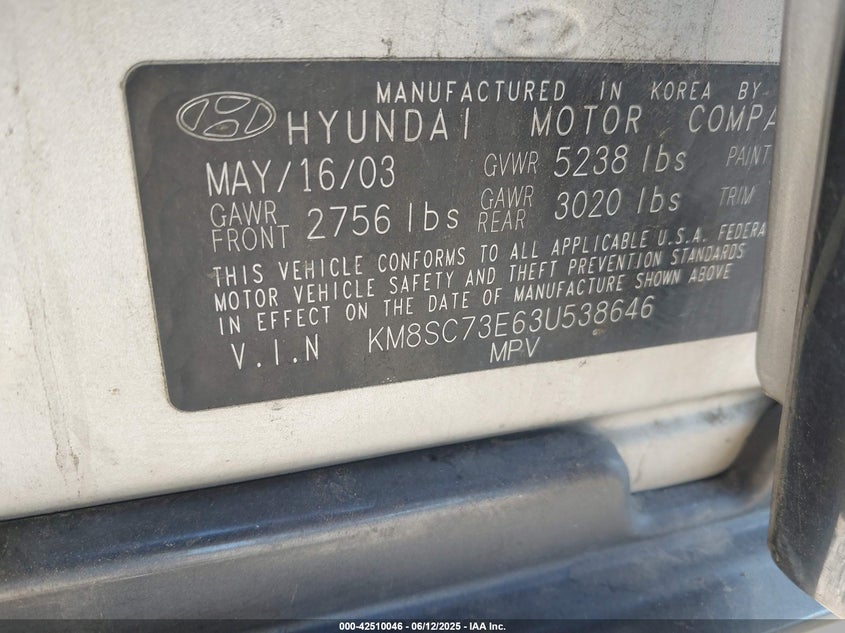 MANUFACTURED IN KOREA BY
HYUNDAI MOTOR
MAY/16/03 GVWR 5238 lbs PAINT
GAWR FRONT 2756 lbs GAWR REAR 3020 lbs TRIM
THIS VEHICLE CONFORMS TO ALL APPLICABLE U.S.A. FEDERA
MOTOR VEHICLE SAFETY AND THEFT PREVENTION STANDARDS
IN EFFECT ON THE DATE OF MANUFACTURE SHOWN ABOVE
V.I.N KM8SC73E63U538646
MPV
000-42510046 - 06/12/2025 - IAA Inc.